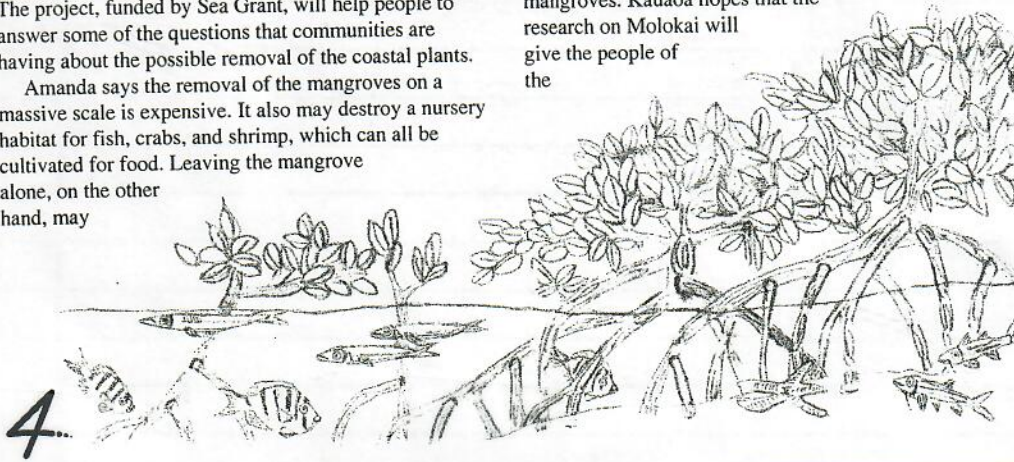 The project, funded by Sea Grant, will help people to
answer some of the questions that communities are
having about the possible removal of the coastal plants.
Amanda says the removal of the mangroves on a
massive scale is expensive. It also may destroy a nursery
habitat for fish, crabs, and shrimp, which can all be
cultivated for food. Leaving the mangrove
alone, on the other
hand, may
mangroves. Kadaoa hopes that the
research on Molokai will
give the people of
the
4...